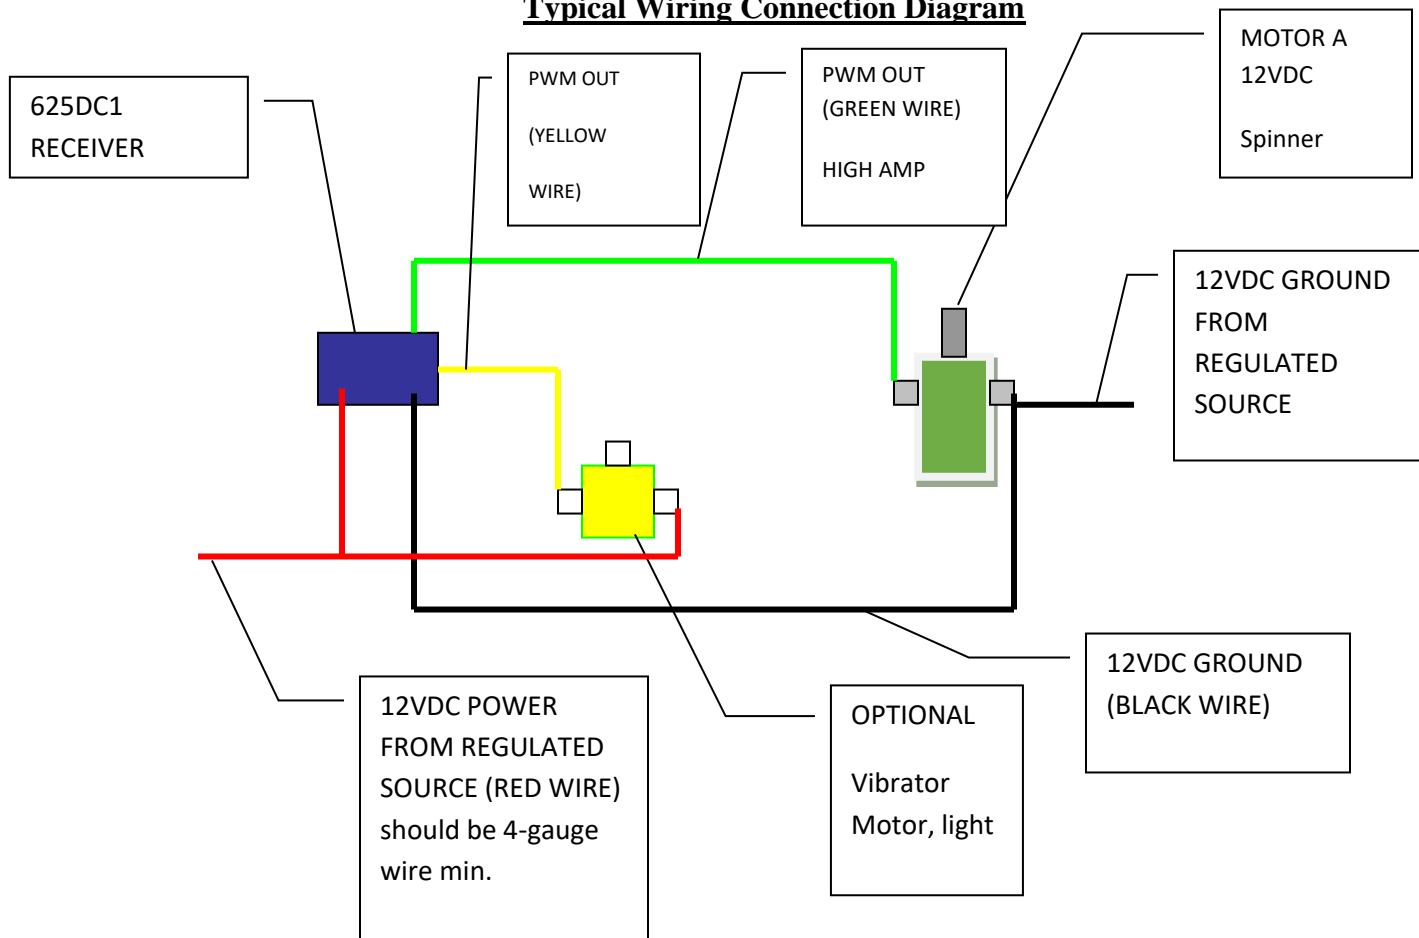 Typical Wiring Connection Diagram
625DC1
RECEIVER
PWM OUT
(YELLOW
WIRE)
PWM OUT
(GREEN WIRE)
HIGH AMP
MOTOR A
12VDC
Spinner
12VDC GROUND
FROM
REGULATED
SOURCE
12VDC POWER
FROM REGULATED
SOURCE (RED WIRE)
should be 4-gauge
wire min.
OPTIONAL
Vibrator
Motor, light
12VDC GROUND
(BLACK WIRE)